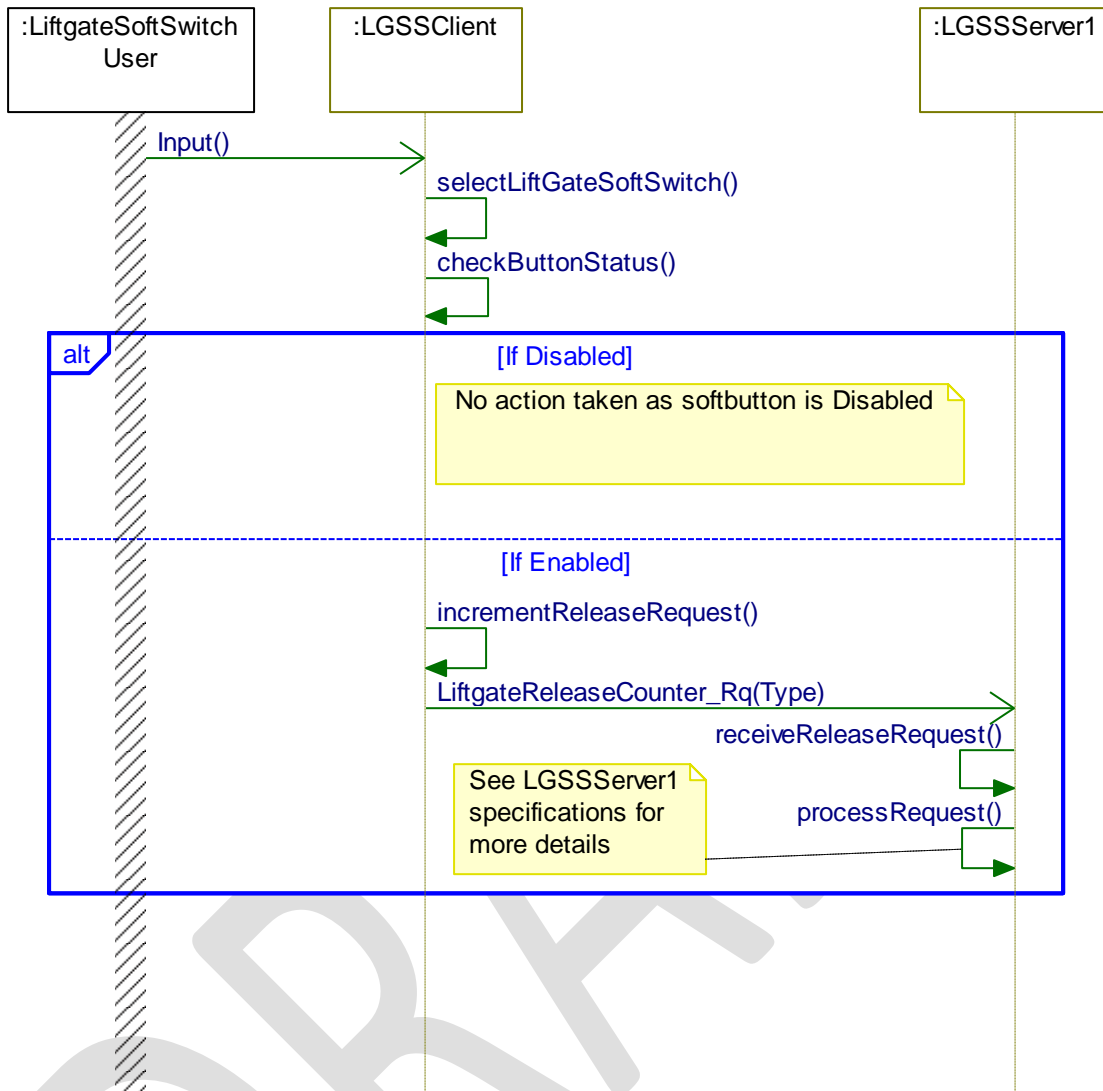 :LiftgateSoftSwitch
User
:LGSSClient
:LGSSServer1
Input()
selectLiftGateSoftSwitch()
checkButtonStatus()
alt
[If Disabled]
No action taken as softbutton is Disabled
[If Enabled]
incrementReleaseRequest()
LiftgateReleaseCounter_Rq(Type)
receiveReleaseRequest()
See LGSSServer1
specifications for
more details
processRequest()